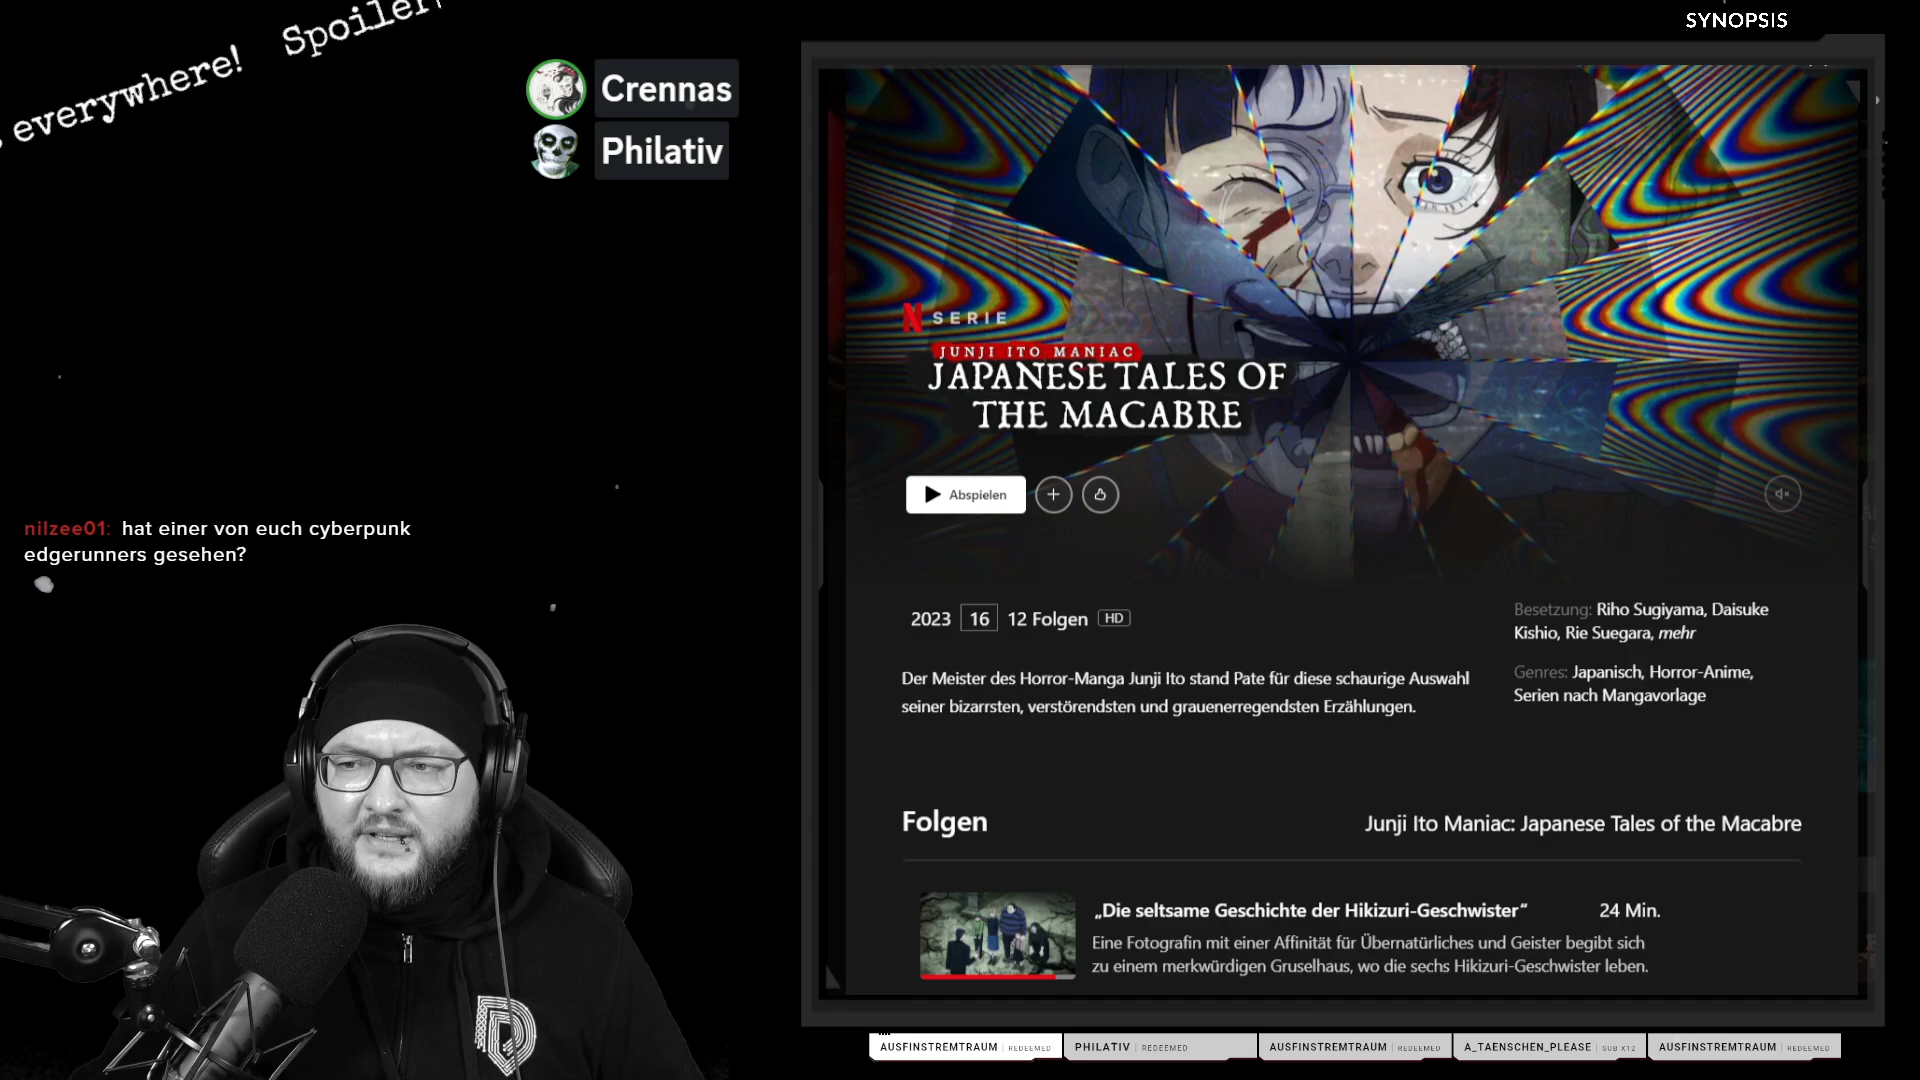 SYNOPSIS
everywhere! Spoiler
Crennas
Philativ
N SERIE
JUNJI ITO MANIAC
JAPANESE TALES OF
THE MACABRE
Abspielen
nilzee01: hat einer von euch cyberpunk
edgerunners gesehen?
2023 16 12 Folgen HD
Besetzung: Riho Sugiyama, Daisuke
Kishio, Rie Suegara, mehr
Genres: Japanisch, Horror-Anime,
Serien nach Mangavorlage
Der Meister des Horror-Manga Junji Ito stand Pate für diese schaurige Auswahl
seiner bizarrsten, verstörendsten und grauenerregendsten Erzählungen.
Folgen
Junji Ito Maniac: Japanese Tales of the Macabre
„Die seltsame Geschichte der Hikizuri-Geschwister“ 24 Min.
Eine Fotografin mit einer Affinität für Übernatürliches und Geister begibt sich
zu einem merkwürdigen Gruselhaus, wo die sechs Hikizuri-Geschwister leben.
AUSFINSTREMTRAUM REDEEMED
PHILATIV REDEEMED
AUSFINSTREMTRAUM REDEEMED
A_TAENSCHEN_PLEASE SUB X12
AUSFINSTREMTRAUM REDEEMED